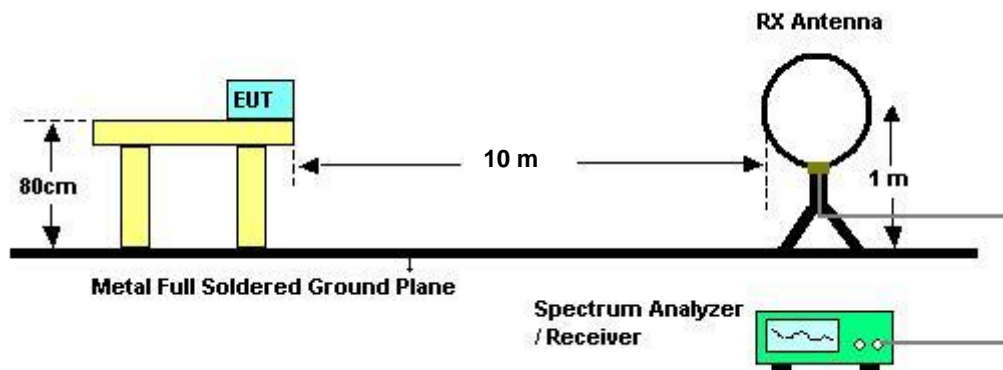 RX Antenna
EUT
10 m
80cm
1 m
Metal Full Soldered Ground Plane
Spectrum Analyzer
/ Receiver